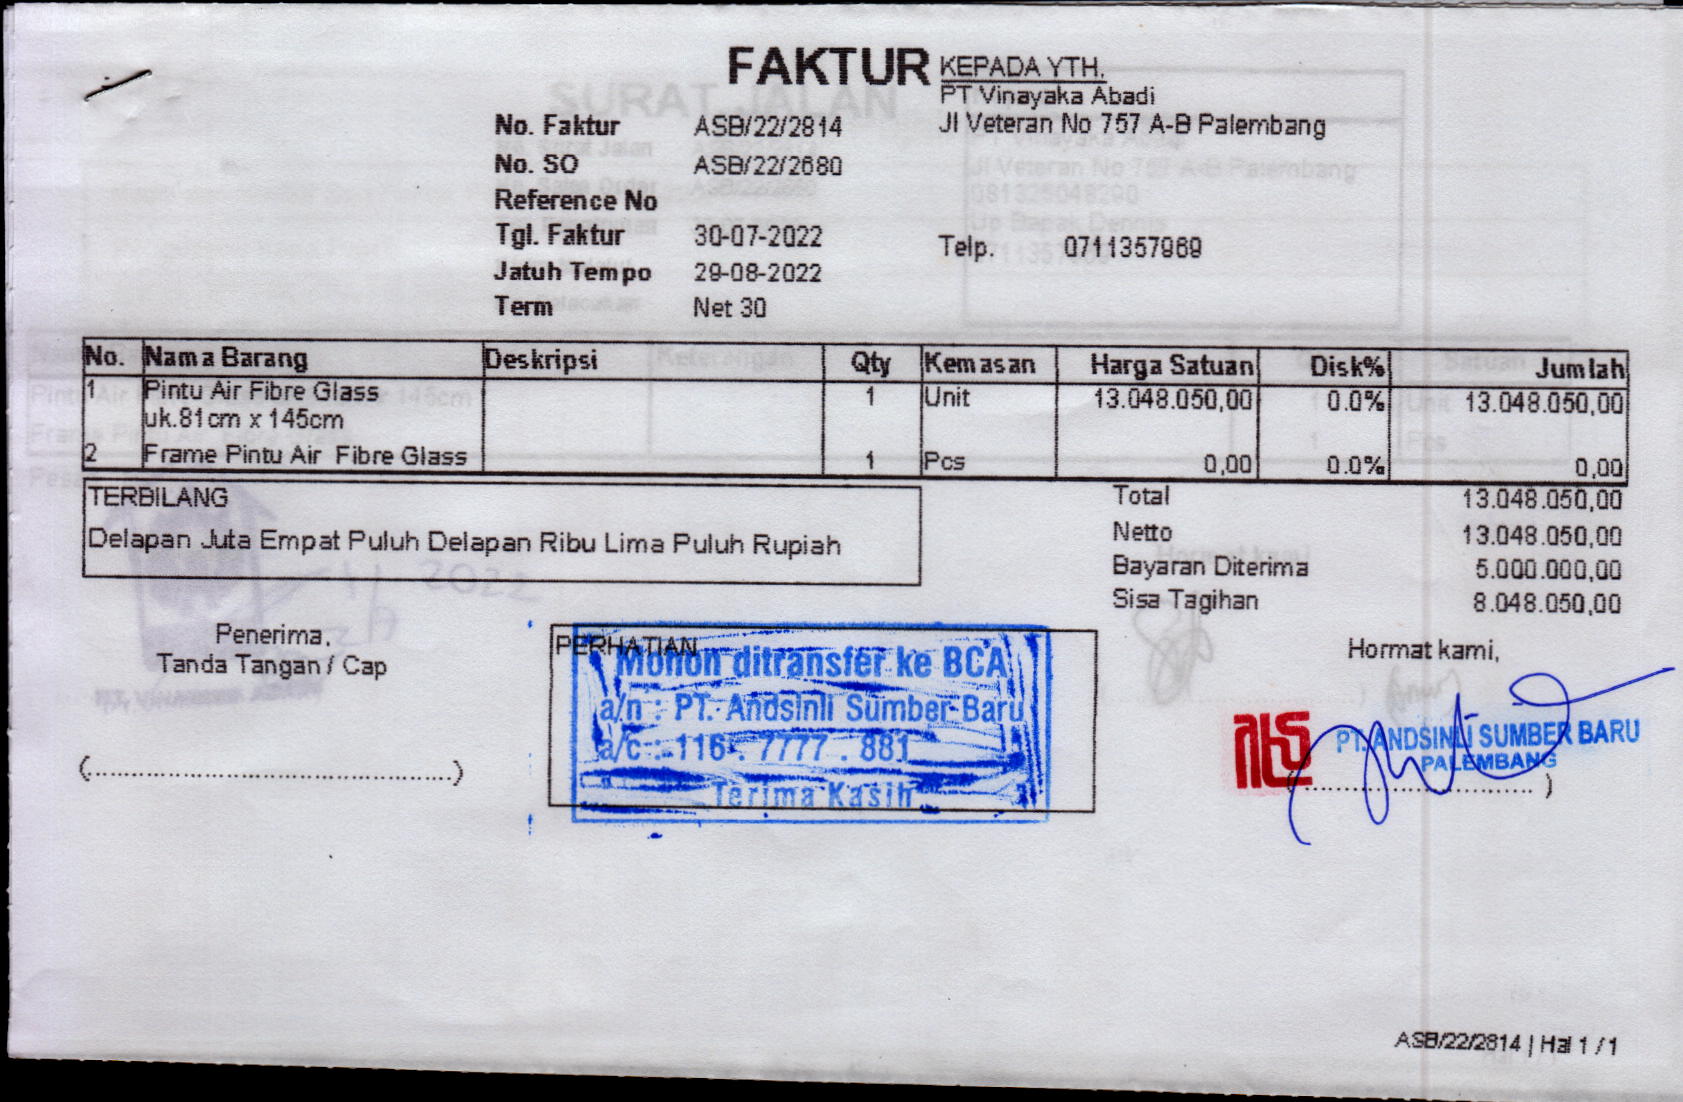 FAKTUR
KEPADA YTH.
PT Vinayaka Abadi
Jl Veteran No 757 A-B Palembang
Telp. 0711357969
No. Faktur ASB/22/2814
No. SO ASB/22/2680
Reference No
Tgl. Faktur 30-07-2022
Jatuh Tempo 29-08-2022
Term Net 30
No. Nama Barang Deskripsi Qty Kemasan Harga Satuan Disk% Jumlah
1 Pintu Air Fibre Glass 1 Unit 13.048.050,00 0.0% 13.048.050,00
uk.81cm x 145cm
2 Frame Pintu Air Fibre Glass 1 Pcs 0,00 0.0% 0,00
TERBILANG
Delapan Juta Empat Puluh Delapan Ribu Lima Puluh Rupiah
Total 13.048.050,00
Netto 13.048.050,00
Bayaran Diterima 5.000.000,00
Sisa Tagihan 8.048.050,00
Penerima,
Tanda Tangan / Cap
(....................................................)
PERHATIAN
Mohon ditransfer ke BCA
a/n : PT. Andsinli Sumber Baru
a/c : 116 . 7777 . 881
Terima Kasih
Hormat kami,
PT. ANDSINLI SUMBER BARU
PALEMBANG
(....................................)
ASB/22/2814 | Hal 1 / 1